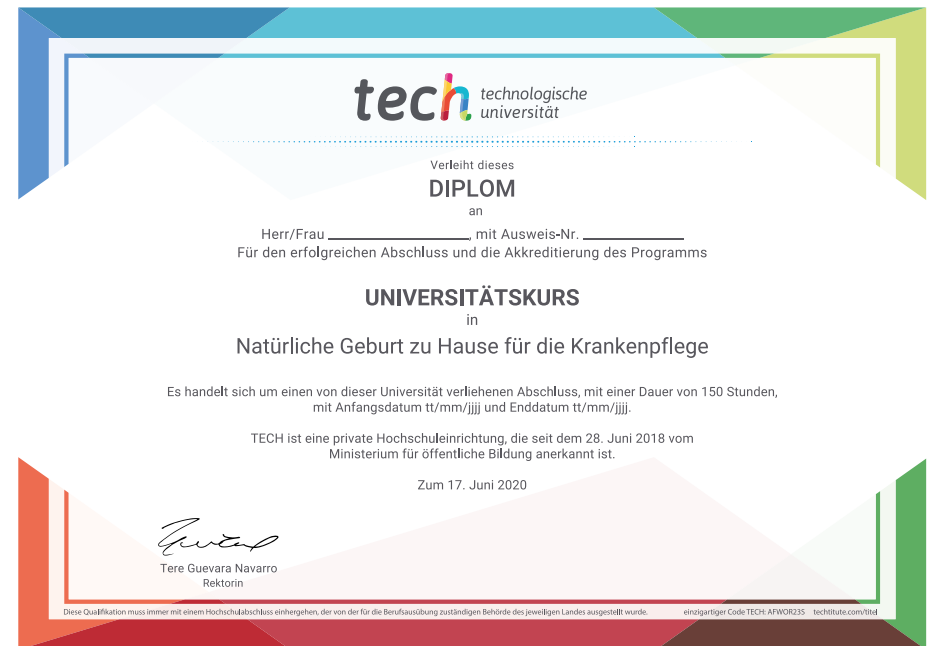 tech technologische
universität
Verleiht dieses
DIPLOM
an
Herr/Frau ____________________, mit Ausweis-Nr. ______________
Für den erfolgreichen Abschluss und die Akkreditierung des Programms
UNIVERSITÄTSKURS
in
Natürliche Geburt zu Hause für die Krankenpflege
Es handelt sich um einen von dieser Universität verliehenen Abschluss, mit einer Dauer von 150 Stunden,
mit Anfangsdatum tt/mm/jjjj und Enddatum tt/mm/jjjj.
TECH ist eine private Hochschuleinrichtung, die seit dem 28. Juni 2018 vom
Ministerium für öffentliche Bildung anerkannt ist.
Zum 17. Juni 2020
Tere Guevara Navarro
Rektorin
Diese Qualifikation muss immer mit einem Hochschulabschluss einhergehen, der von der für die Berufsausübung zuständigen Behörde des jeweiligen Landes ausgestellt wurde. einzigartiger Code TECH: AFWOR23S techtitute.com/titel